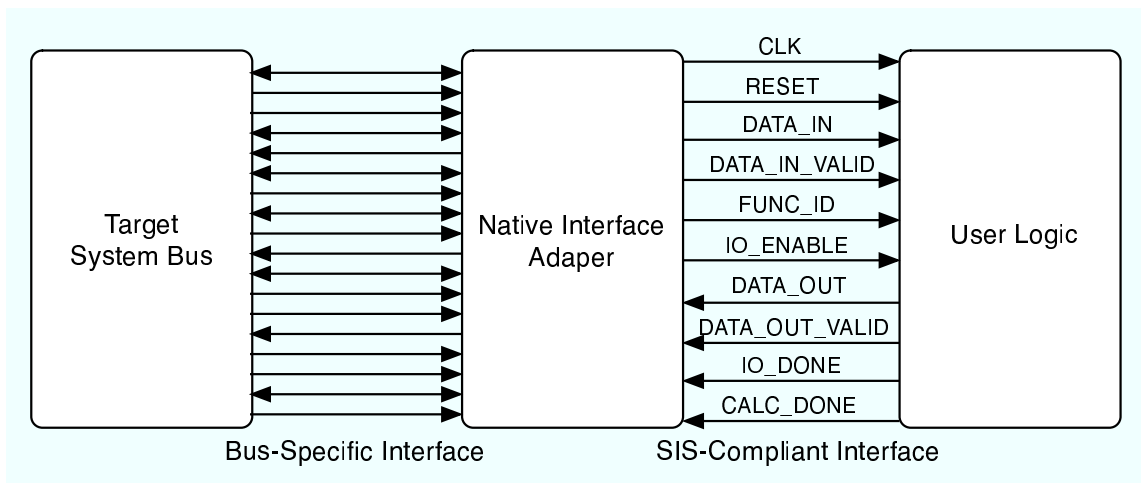 Target
System Bus
Native Interface
Adaper
CLK
RESET
DATA_IN
DATA_IN_VALID
FUNC_ID
IO_ENABLE
DATA_OUT
DATA_OUT_VALID
IO_DONE
CALC_DONE
User Logic
Bus-Specific Interface
SIS-Compliant Interface